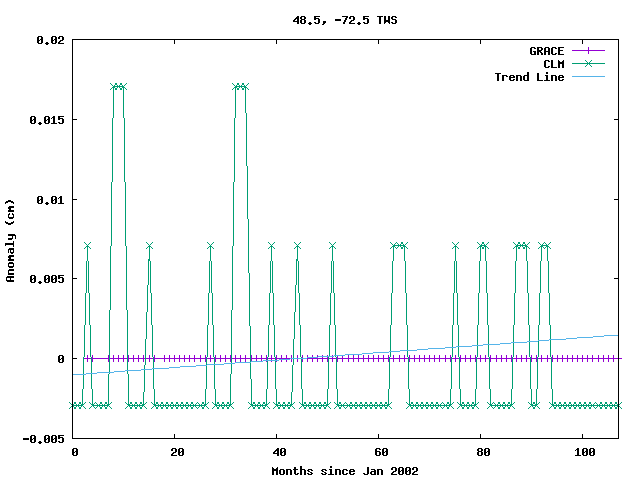 48.5, -72.5 TWS
GRACE
CLM
Trend Line
0.02
0.015
0.01
0.005
0
-0.005
Anomaly (cm)
0 20 40 60 80 100
Months since Jan 2002